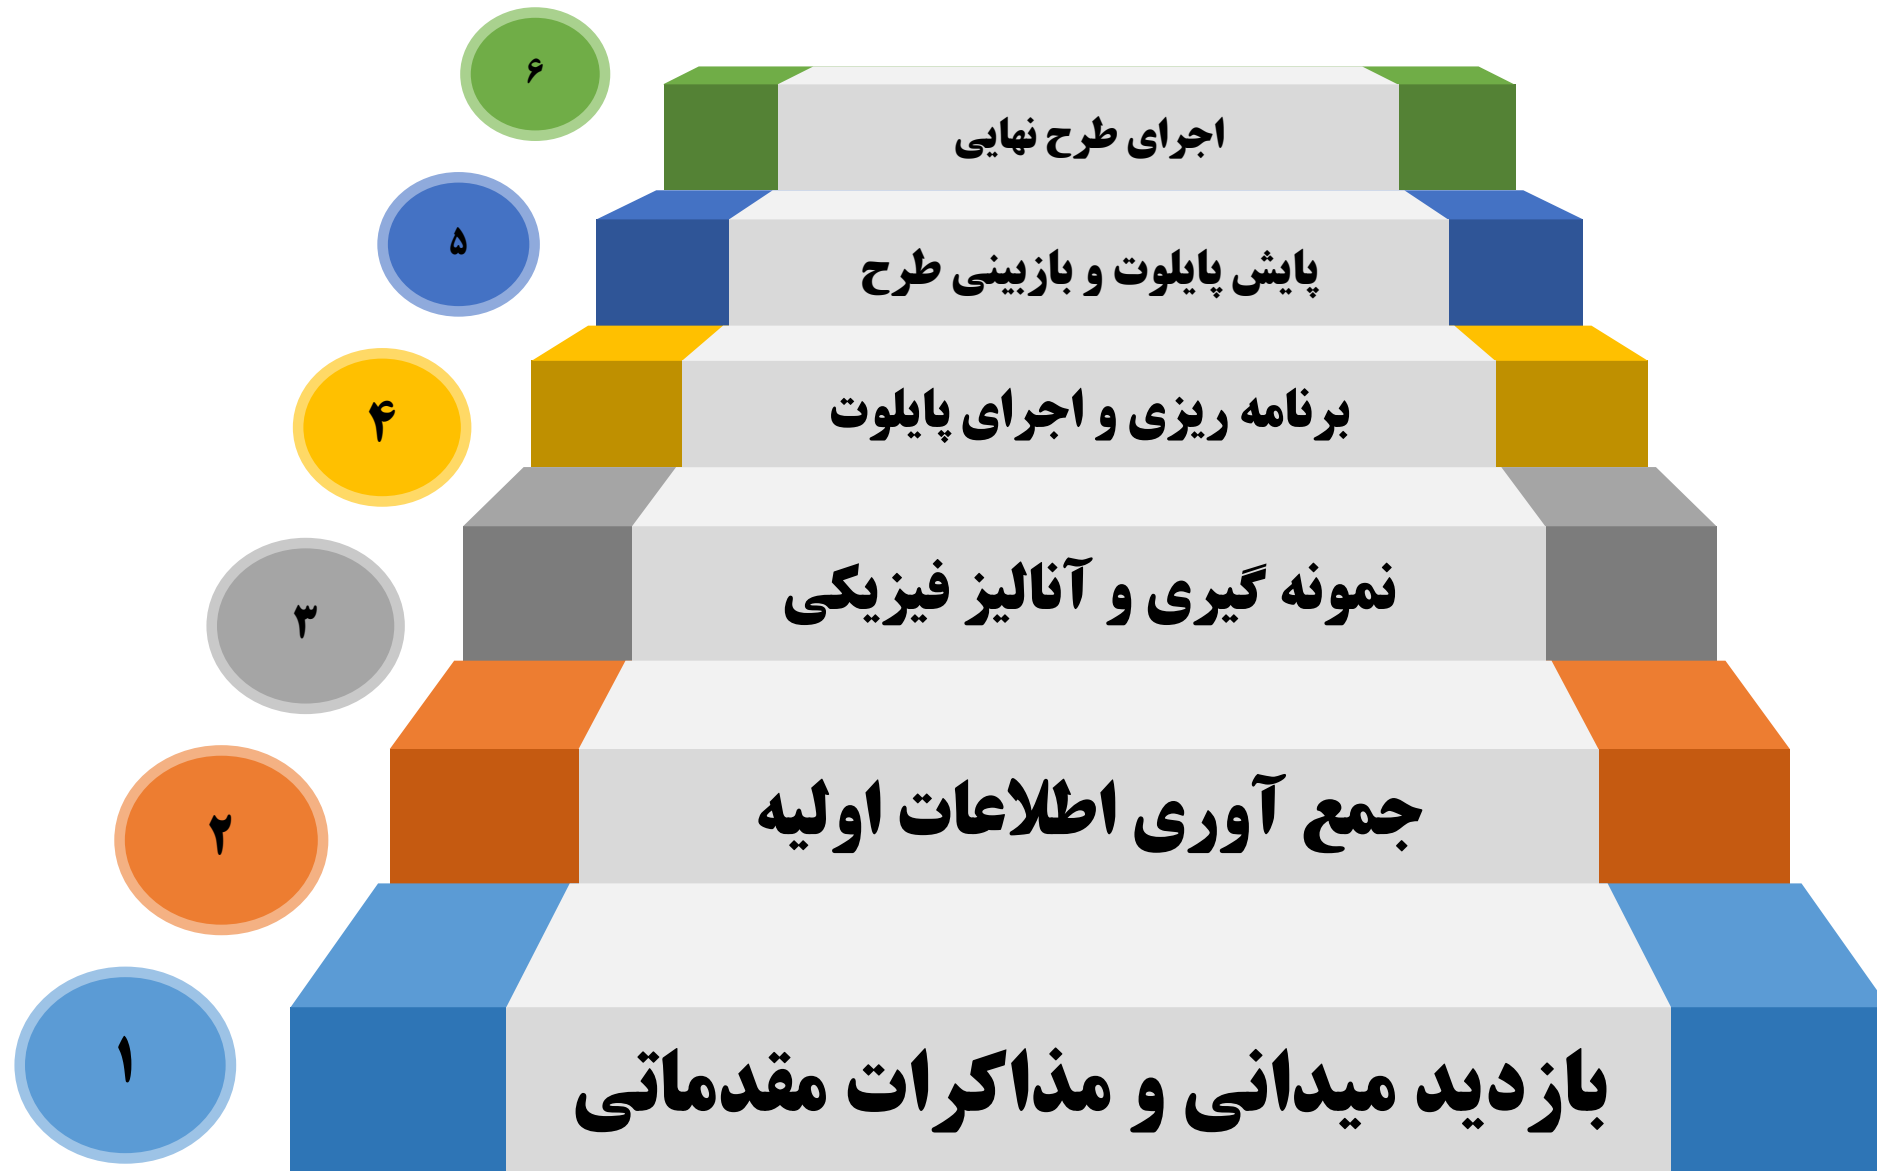 ۶
اجرای طرح نهایی
۵
پایش پایلوت و بازبینی طرح
۴
برنامه ریزی و اجرای پایلوت
۳
نمونه گیری و آنالیز فیزیکی
۲
جمع آوری اطلاعات اولیه
۱
بازدید میدانی و مذاکرات مقدماتی